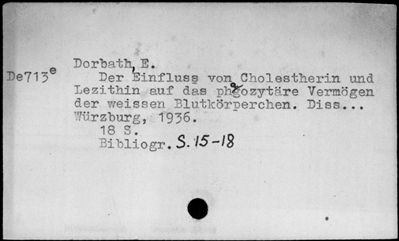 Dorbath, E.
De713e
Der Einfluss von Cholestherin und
Lezithin auf das phagozytäre Vermögen
der weissen Blutkörperchen. Diss...
Würzburg, 1936.
18 S.
Bibliogr. S. 15-18